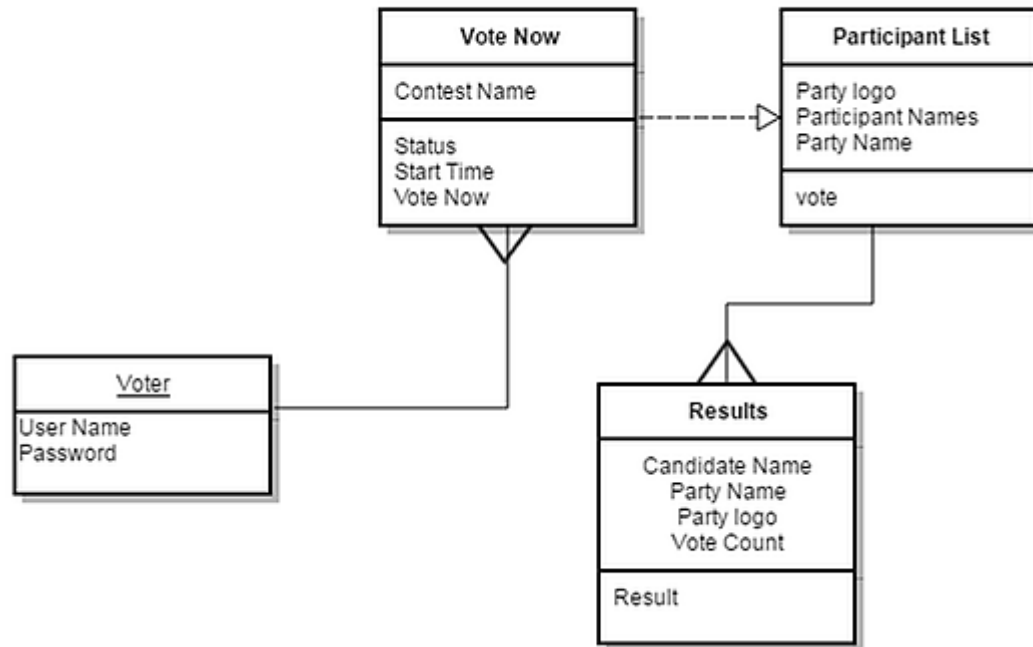 Vote Now
Contest Name
Status
Start Time
Vote Now
Participant List
Party logo
Participant Names
Party Name
vote
Voter
User Name
Password
Results
Candidate Name
Party Name
Party logo
Vote Count
Result